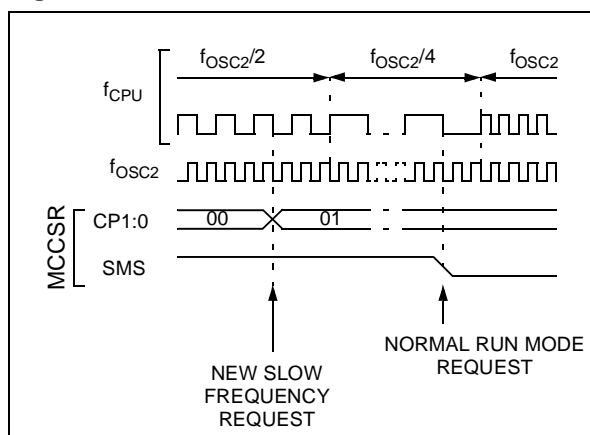 fOSC2/2
fOSC2/4
fOSC2
fCPU
fOSC2
MCCSR
CP1:0
00
01
SMS
NEW SLOW
FREQUENCY
REQUEST
NORMAL RUN MODE
REQUEST